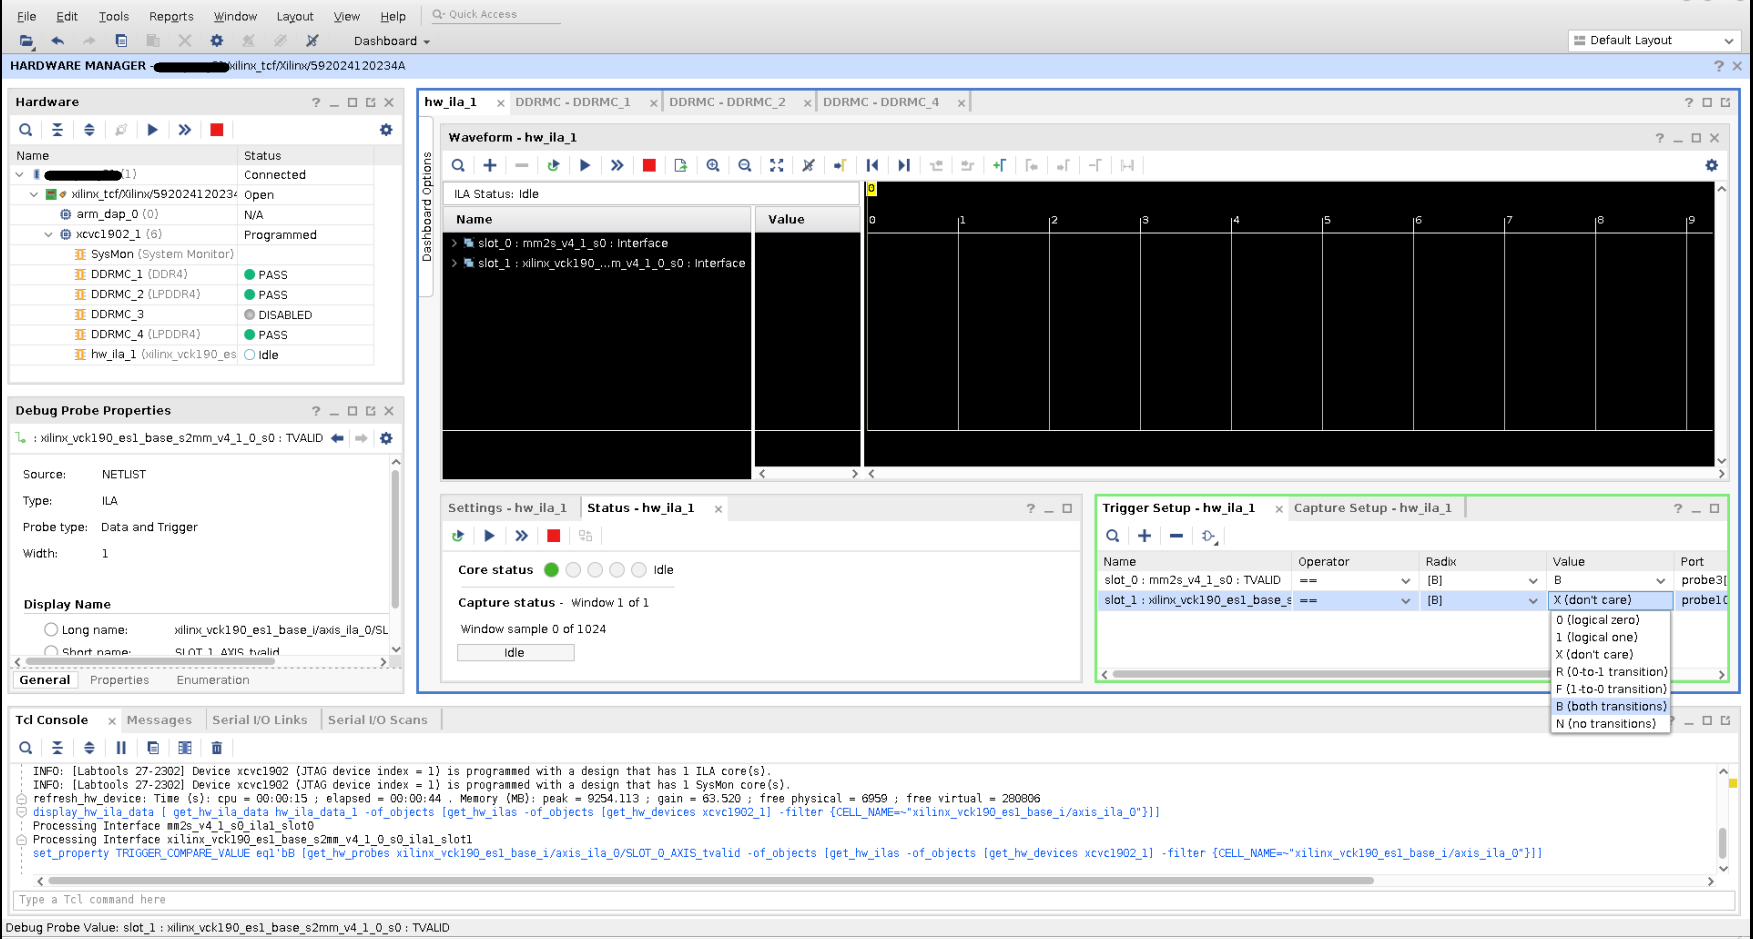 File Edit Tools Reports Window Layout View Help Quick Access
Dashboard Default Layout
HARDWARE MANAGER - xilinx_tcf/Xilinx/592024120234A
Hardware
Name Status
(1) Connected
xilinx_tcf/Xilinx/59202412023 Open
arm_dap_0 (0) N/A
xcvc1902_1 (6) Programmed
SysMon (System Monitor)
DDRMC_1 (DDR4) PASS
DDRMC_2 (LPDDR4) PASS
DDRMC_3 DISABLED
DDRMC_4 (LPDDR4) PASS
hw_ila_1 (xilinx_vck190_es Idle
Debug Probe Properties
: xilinx_vck190_es1_base_s2mm_v4_1_0_s0 : TVALID
Source: NETLIST
Type: ILA
Probe type: Data and Trigger
Width: 1
Display Name
Long name: xilinx_vck190_es1_base_i/axis_ila_0/SL
Short name: SLOT_1_AXIS_tvalid
General Properties Enumeration
hw_ila_1 DDRMC - DDRMC_1 DDRMC - DDRMC_2 DDRMC - DDRMC_4
Dashboard Options
Waveform - hw_ila_1
ILA Status: Idle
Name Value
slot_0 : mm2s_v4_1_s0 : Interface
slot_1 : xilinx_vck190_...m_v4_1_0_s0 : Interface
0
0 1 2 3 4 5 6 7 8 9
Settings - hw_ila_1 Status - hw_ila_1
Core status Idle
Capture status - Window 1 of 1
Window sample 0 of 1024
Idle
Trigger Setup - hw_ila_1 Capture Setup - hw_ila_1
Name Operator Radix Value Port
slot_0 : mm2s_v4_1_s0 : TVALID == [B] B probe3[
slot_1 : xilinx_vck190_es1_base_s == [B] X (don't care) probe10
0 (logical zero)
1 (logical one)
X (don't care)
R (0-to-1 transition)
F (1-to-0 transition)
B (both transitions)
N (no transitions)
Tcl Console Messages Serial I/O Links Serial I/O Scans
INFO: [Labtools 27-2302] Device xcvc1902 (JTAG device index = 1) is programmed with a design that has 1 ILA core(s).
INFO: [Labtools 27-2302] Device xcvc1902 (JTAG device index = 1) is programmed with a design that has 1 SysMon core(s).
refresh_hw_device: Time (s): cpu = 00:00:15 ; elapsed = 00:00:44 . Memory (MB): peak = 9254.113 ; gain = 63.520 ; free physical = 6959 ; free virtual = 280806
display_hw_ila_data [ get_hw_ila_data hw_ila_data_1 -of_objects [get_hw_ilas -of_objects [get_hw_devices xcvc1902_1] -filter {CELL_NAME=~"xilinx_vck190_es1_base_i/axis_ila_0"}]]
Processing Interface mm2s_v4_1_s0_ila1_slot0
Processing Interface xilinx_vck190_es1_base_s2mm_v4_1_0_s0_ila1_slot1
set_property TRIGGER_COMPARE_VALUE eq1'bB [get_hw_probes xilinx_vck190_es1_base_i/axis_ila_0/SLOT_0_AXIS_tvalid -of_objects [get_hw_ilas -of_objects [get_hw_devices xcvc1902_1] -filter {CELL_NAME=~"xilinx_vck190_es1_base_i/axis_ila_0"}]]
Type a Tcl command here
Debug Probe Value: slot_1 : xilinx_vck190_es1_base_s2mm_v4_1_0_s0 : TVALID